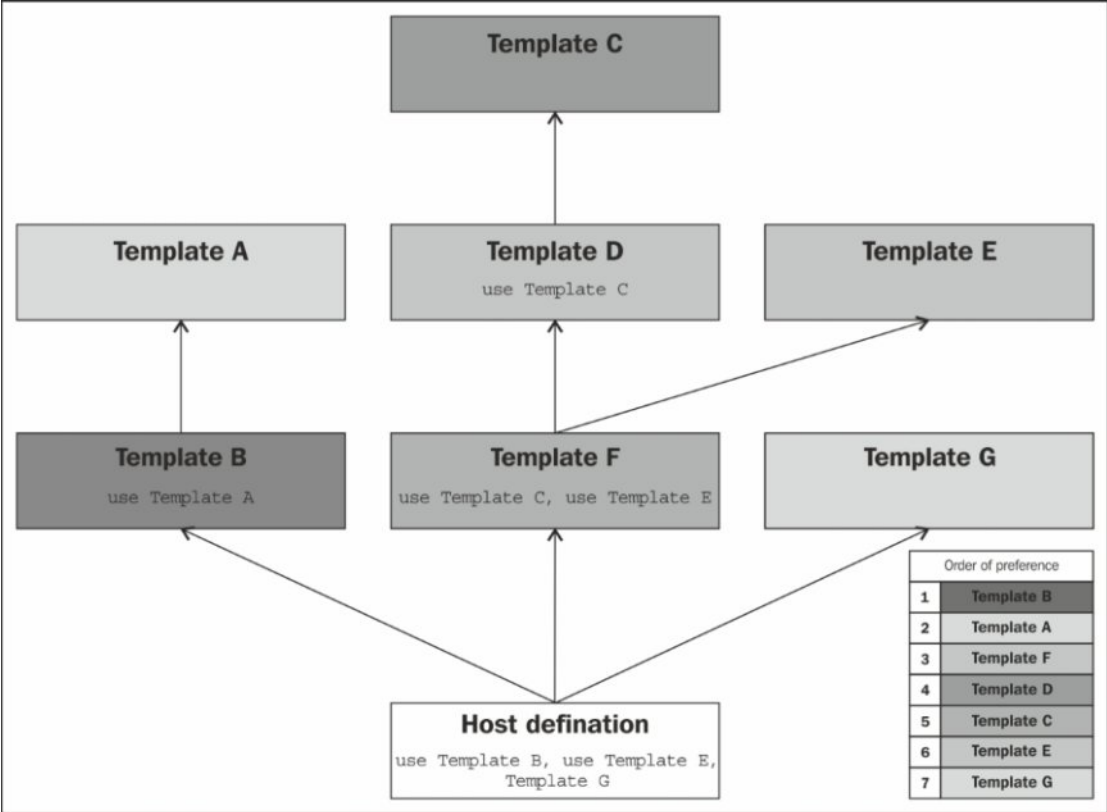 Template C
Template A
Template D
use Template C
Template E
Template B
use Template A
Template F
use Template C, use Template E
Template G
Host defination
use Template B, use Template E,
Template G
Order of preference
1 Template B
2 Template A
3 Template F
4 Template D
5 Template C
6 Template E
7 Template G